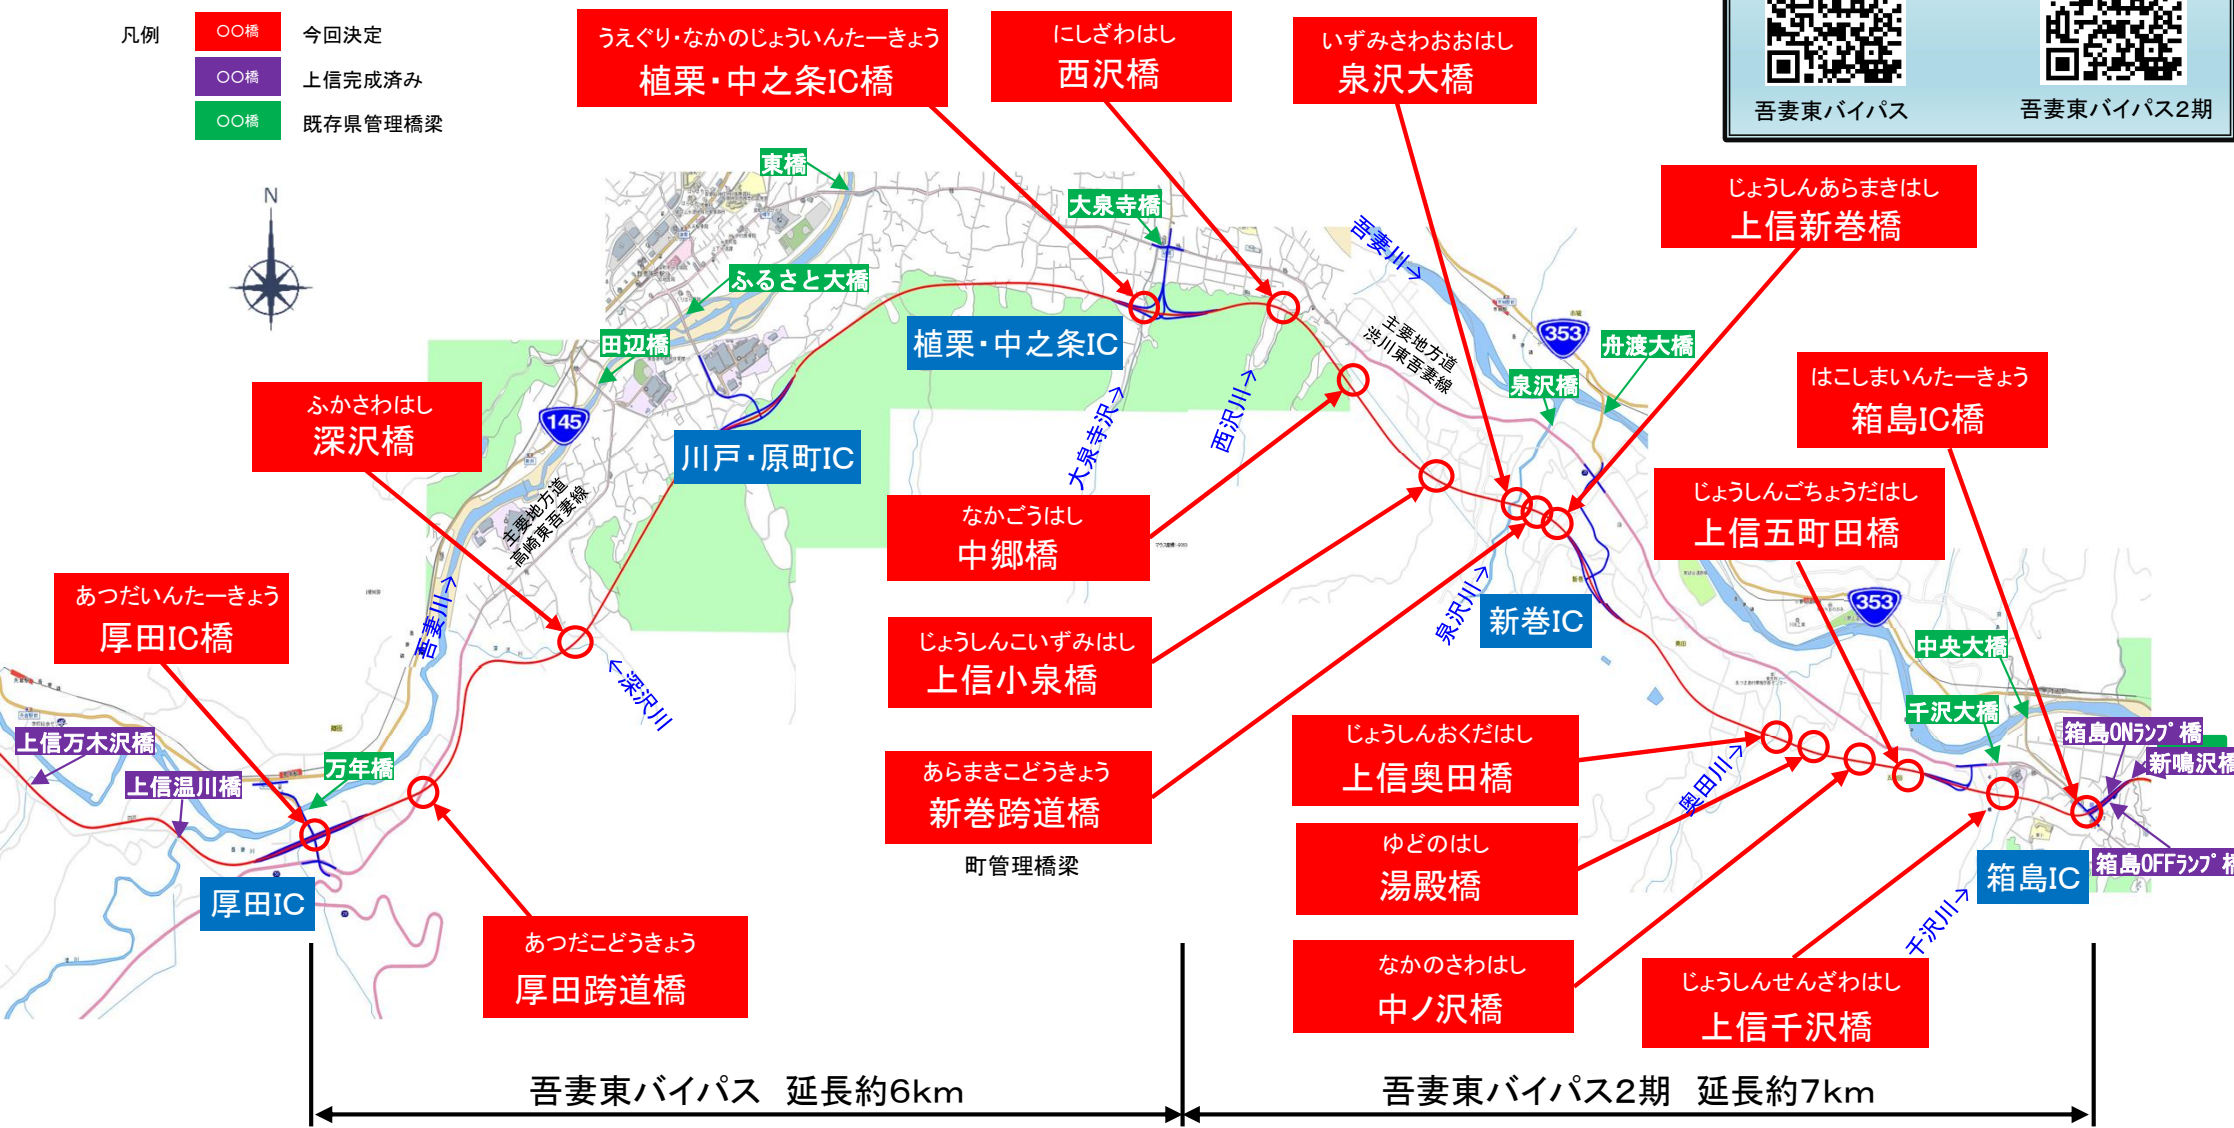 凡例
〇〇橋 今回決定
〇〇橋 上信完成済み
〇〇橋 既存県管理橋梁
N
うえぐり・なかのじょういんたーきょう
植栗・中之条IC橋
にしざわはし
西沢橋
いずみさわおおはし
泉沢大橋
吾妻東バイパス
吾妻東バイパス2期
じょうしんあらまきはし
上信新巻橋
東橋
大泉寺橋
吾妻川→
ふるさと大橋
田辺橋
植栗・中之条IC
主要地方道
渋川東吾妻線
353
舟渡大橋
泉沢橋
はこしまいんたーきょう
箱島IC橋
ふかさわはし
深沢橋
145
川戸・原町IC
大泉寺沢→
西沢川→
主要地方道
高崎東吾妻線
なかごうはし
中郷橋
じょうしんごちょうだはし
上信五町田橋
あつだいんたーきょう
厚田IC橋
吾妻川→
←深沢川
じょうしんこいずみはし
上信小泉橋
泉沢川→
新巻IC
353
中央大橋
千沢大橋
上信万木沢橋
上信温川橋
万年橋
あらまきこどうきょう
新巻跨道橋
町管理橋梁
じょうしんおくだはし
上信奥田橋
奥田川→
箱島ONランプ橋
新鳴沢橋
箱島OFFランプ橋
ゆどのはし
湯殿橋
箱島IC
厚田IC
あつだこどうきょう
厚田跨道橋
なかのさわはし
中ノ沢橋
千沢川→
じょうしんせんざわはし
上信千沢橋
吾妻東バイパス 延長約6km
吾妻東バイパス2期 延長約7km